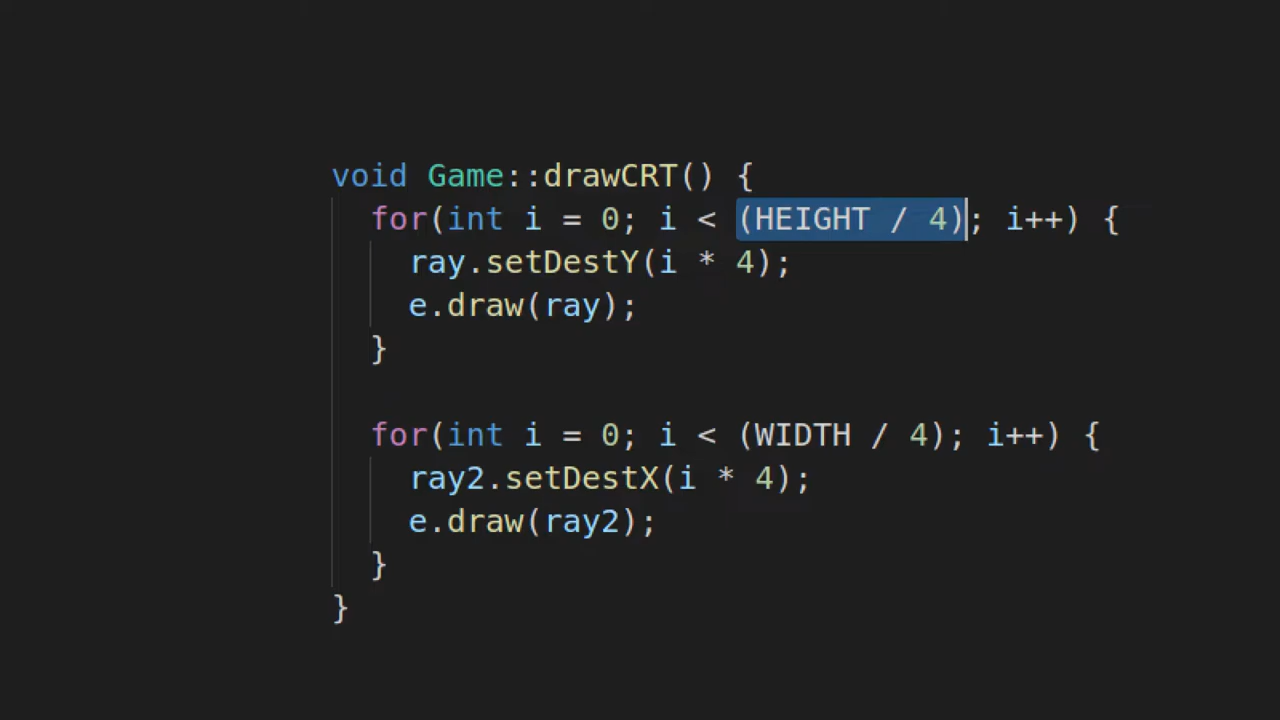 void Game::drawCRT() {
  for(int i = 0; i < (HEIGHT / 4); i++) {
    ray.setDestY(i * 4);
    e.draw(ray);
  }

  for(int i = 0; i < (WIDTH / 4); i++) {
    ray2.setDestX(i * 4);
    e.draw(ray2);
  }
}